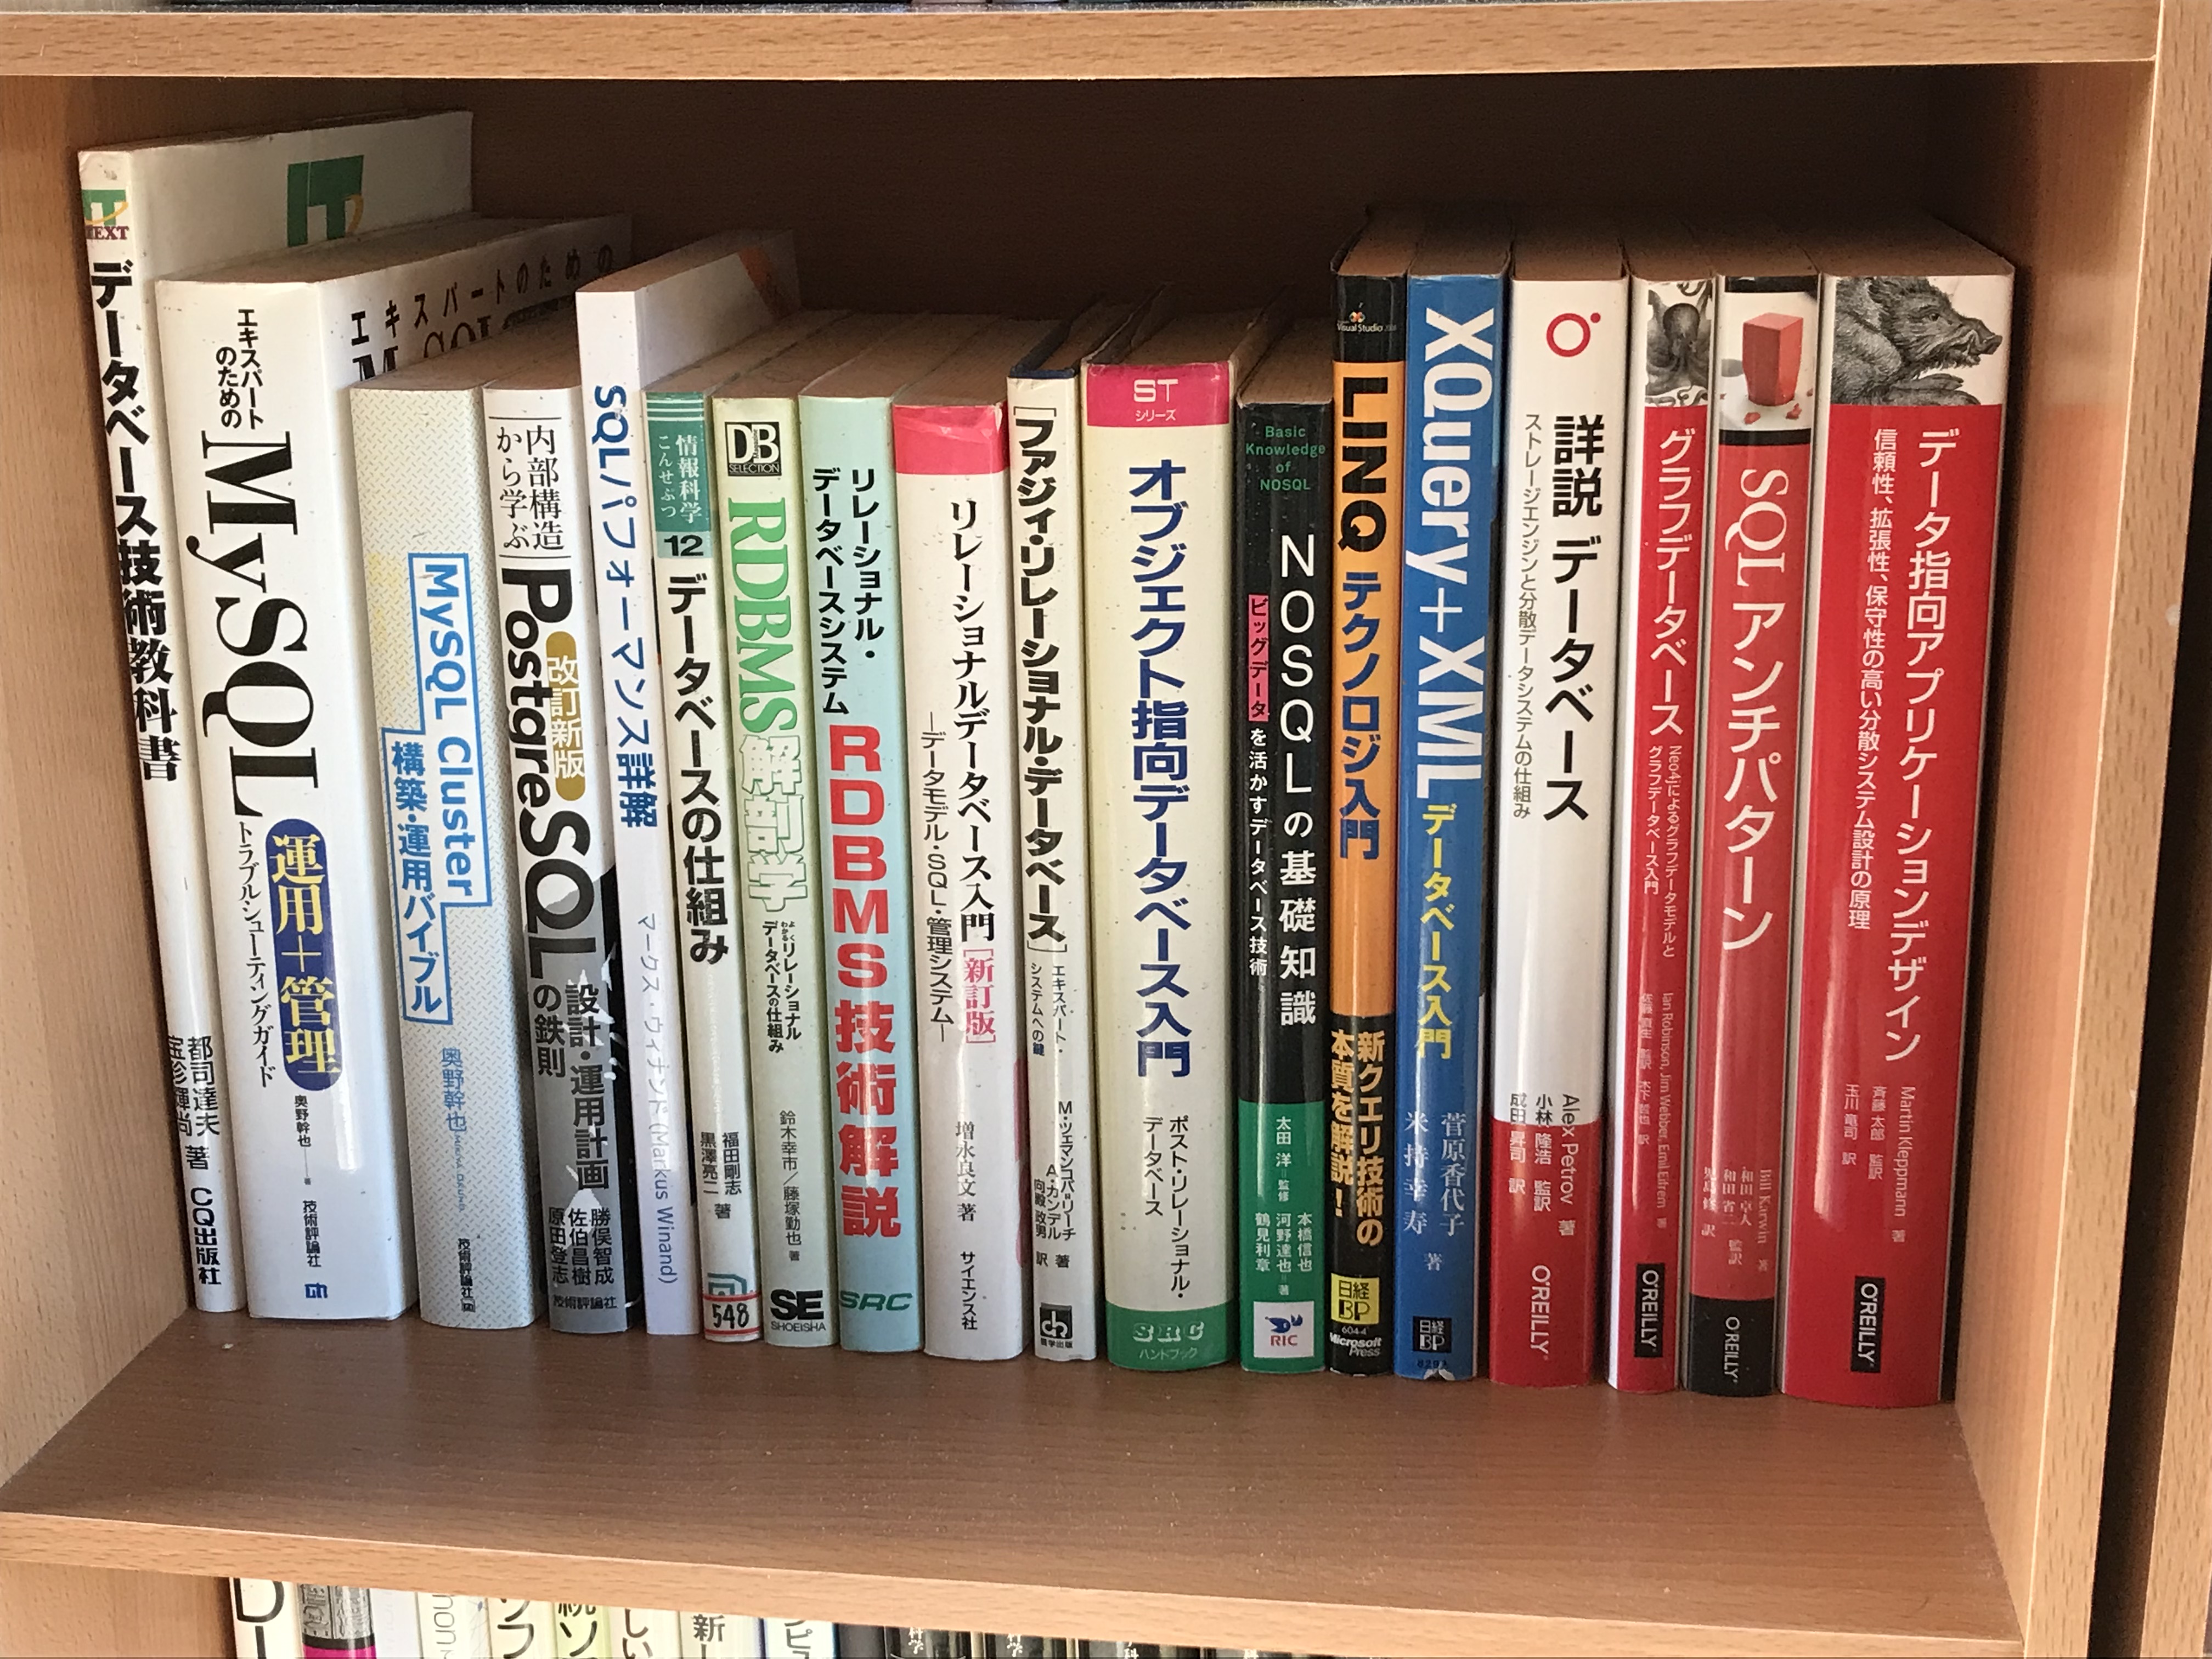 IT
TEXT
データベース技術教科書
都司達夫
宝珍輝尚 著
CQ出版社
IT
エキスパート
のための
MySQL
運用+管理
トラブルシューティングガイド
奥野幹也 著
技術評論社
エキスパートのための
MySQL
MySQL Cluster
構築・運用バイブル
奥野幹也
技術評論社
内部構造
から学ぶ
PostgreSQL
改訂新版
設計・運用計画
の鉄則
勝俣智成
佐伯昌樹
原田登志
技術評論社
SQLパフォーマンス詳解
マークス・ウィナンド(Markus Winand)
情報科学
こんせぷつ
12
データベースの仕組み
福田剛志
黒澤亮二 著
548
DB
SELECTION
RDBMS解剖学
よくわかるリレーショナル
データベースの仕組み
鈴木幸市/藤塚勤也 著
SE
SHOEISHA
リレーショナル・
データベースシステム
RDBMS技術解説
SRC
リレーショナルデータベース入門[新訂版]
—データモデル・SQL・管理システム—
増永良文 著
サイエンス社
[ファジィ・リレーショナル・データベース]
エキスパート・
システムへの鍵
M・ツェマンコバ=リーチ
A・カンデル 著
向殿政男 訳
ST
シリーズ
オブジェクト指向データベース入門
ポスト・リレーショナル・
データベース
SRC
ハンドブック
Basic
Knowledge
of
NOSQL
NOSQLの基礎知識
ビッグデータを活かすデータベース技術
太田 洋=監修
本橋信也
河野達也
鶴見利章=著
RIC
Visual Studio
LINQ テクノロジ入門
新クエリ技術の
本質を解説!
日経
BP
Microsoft
Press
XQuery+XMLデータベース入門
菅原香代子
米持幸寿 著
日経
BP
詳説 データベース
ストレージエンジンと分散データシステムの仕組み
Alex Petrov 著
小林 隆浩 監訳
成田 昇司 訳
O'REILLY
グラフデータベース
Neo4jによるグラフデータモデルと
グラフデータベース入門
Ian Robinson, Jim Webber, Emil Eifrem 著
佐藤 直生 監訳 木下 哲也 訳
O'REILLY
SQLアンチパターン
Bill Karwin 著
和田 卓人
和田 省二 監訳
児島 修 訳
O'REILLY
データ指向アプリケーションデザイン
信頼性、拡張性、保守性の高い分散システム設計の原理
Martin Kleppmann 著
斉藤 太郎 監訳
玉川 竜司 訳
O'REILLY